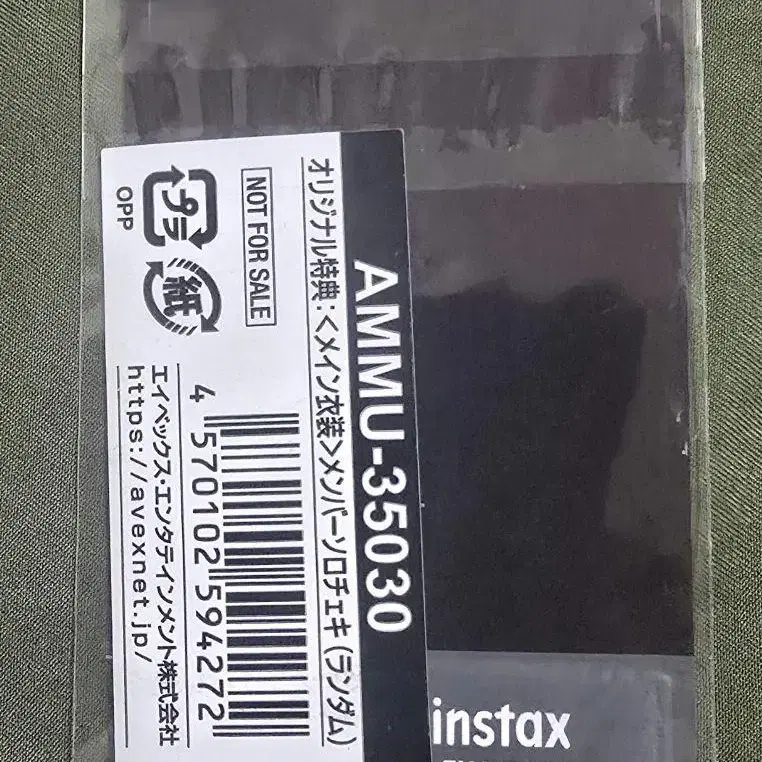 AMMU-35030
オリジナル特典:<メイン衣装>メンバーソロチェキ(ランダム)
NOT FOR SALE
4 570102 594272
プラ
紙
OPP
エイベックス・エンタテインメント株式会社
https://avexnet.jp/
instax